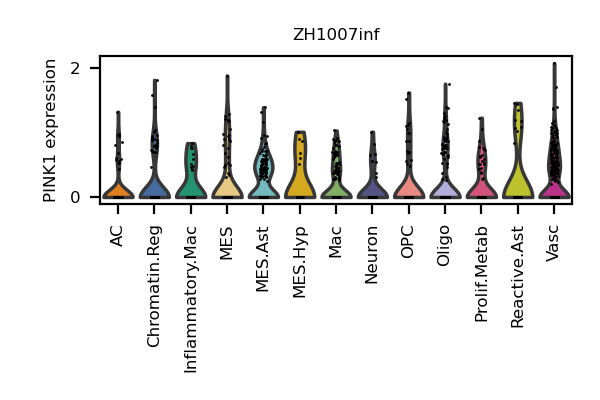 ZH1007inf
PINK1 expression
2
0
AC
Chromatin.Reg
Inflammatory.Mac
MES
MES.Ast
MES.Hyp
Mac
Neuron
OPC
Oligo
Prolif.Metab
Reactive.Ast
Vasc